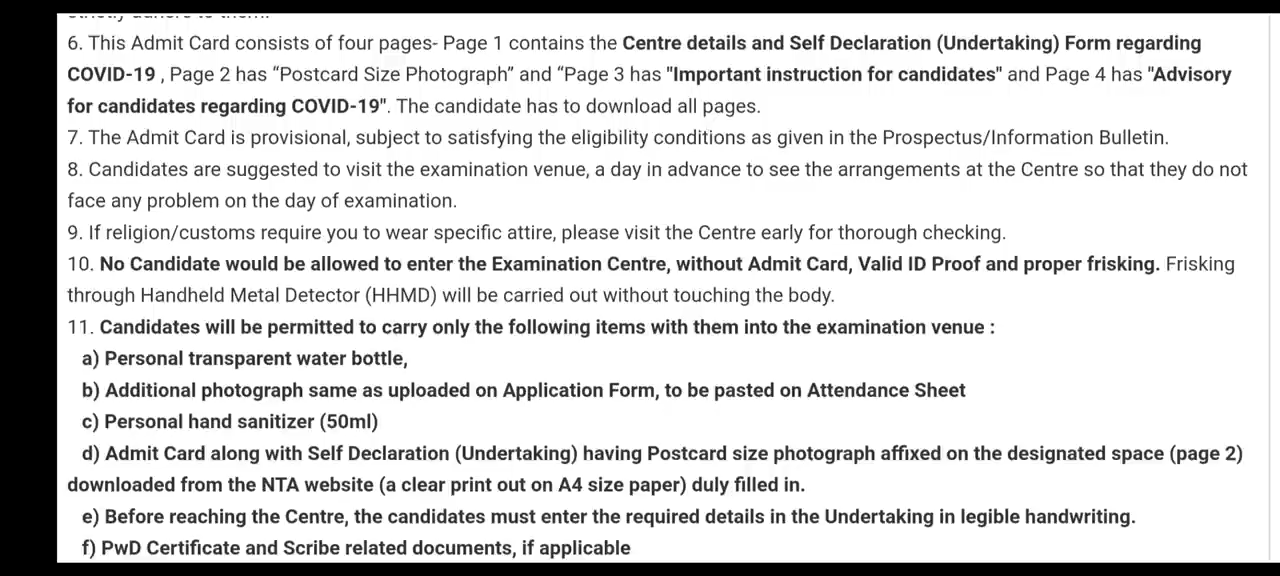 6. This Admit Card consists of four pages- Page 1 contains the Centre details and Self Declaration (Undertaking) Form regarding
COVID-19 , Page 2 has “Postcard Size Photograph” and “Page 3 has "Important instruction for candidates" and Page 4 has "Advisory
for candidates regarding COVID-19". The candidate has to download all pages.
7. The Admit Card is provisional, subject to satisfying the eligibility conditions as given in the Prospectus/Information Bulletin.
8. Candidates are suggested to visit the examination venue, a day in advance to see the arrangements at the Centre so that they do not
face any problem on the day of examination.
9. If religion/customs require you to wear specific attire, please visit the Centre early for thorough checking.
10. No Candidate would be allowed to enter the Examination Centre, without Admit Card, Valid ID Proof and proper frisking. Frisking
through Handheld Metal Detector (HHMD) will be carried out without touching the body.
11. Candidates will be permitted to carry only the following items with them into the examination venue :
a) Personal transparent water bottle,
b) Additional photograph same as uploaded on Application Form, to be pasted on Attendance Sheet
c) Personal hand sanitizer (50ml)
d) Admit Card along with Self Declaration (Undertaking) having Postcard size photograph affixed on the designated space (page 2)
downloaded from the NTA website (a clear print out on A4 size paper) duly filled in.
e) Before reaching the Centre, the candidates must enter the required details in the Undertaking in legible handwriting.
f) PwD Certificate and Scribe related documents, if applicable